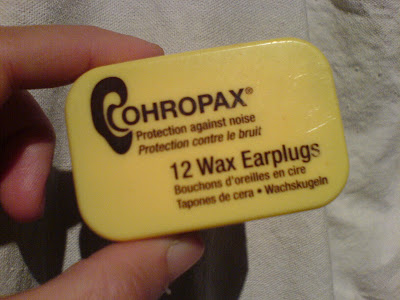 OHROPAX®
Protection against noise
Protection contre le bruit
12 Wax Earplugs
Bouchons d'oreilles en cire
Tapones de cera • Wachskugeln